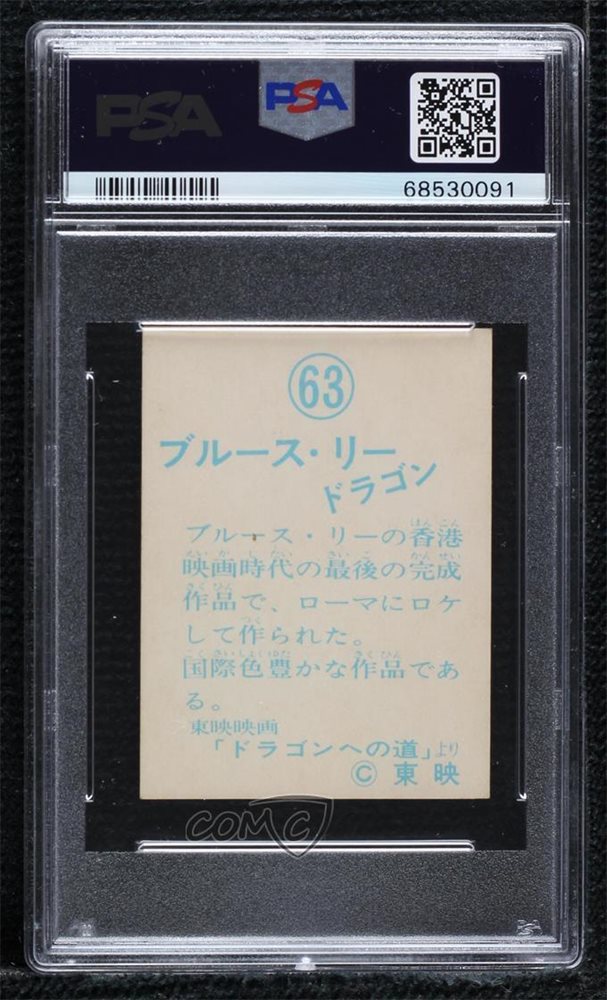 PSA
PSA
68530091
63
ブルース・リー
ドラゴン
ブルース・リーの香港
映画時代の最後の完成
作品で、ローマにロケ
して作られた。
国際色豊かな作品であ
る。
東映映画
「ドラゴンへの道」より
© 東映
COMC